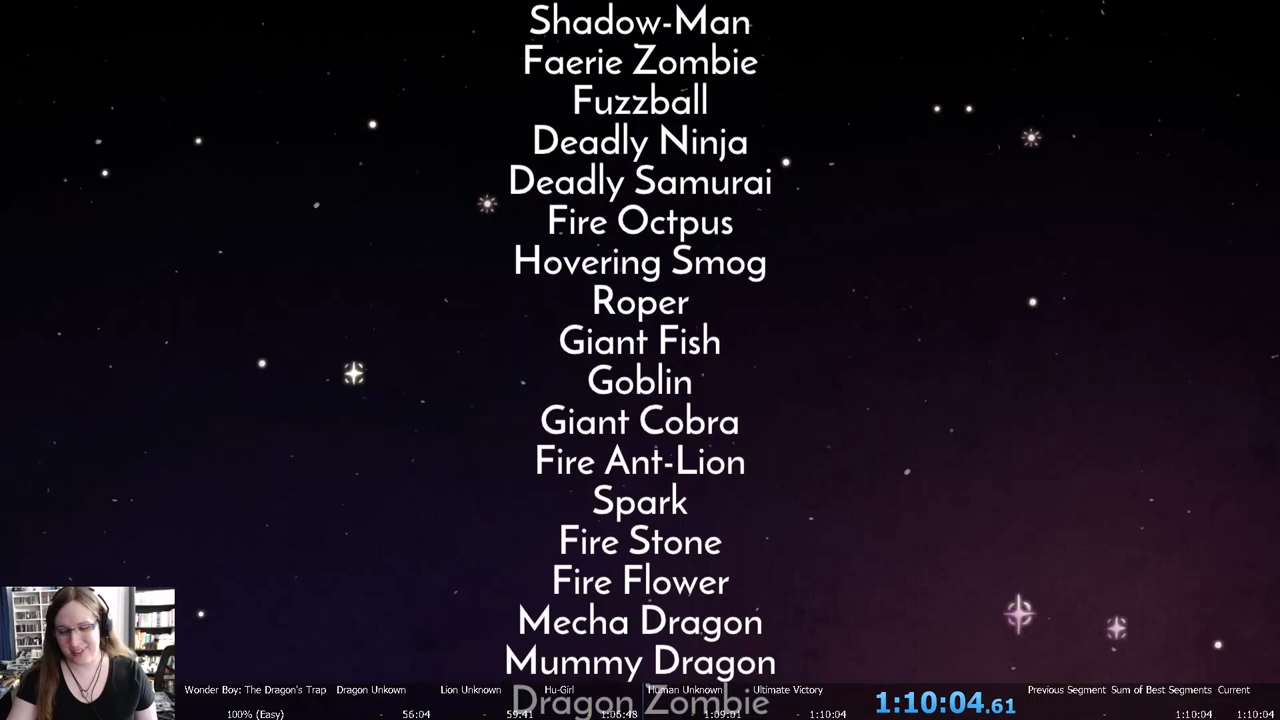 Shadow-Man
Faerie Zombie
Fuzzball
Deadly Ninja
Deadly Samurai
Fire Octpus
Hovering Smog
Roper
Giant Fish
Goblin
Giant Cobra
Fire Ant-Lion
Spark
Fire Stone
Fire Flower
Mecha Dragon
Mummy Dragon
Dragon Zombie
Wonder Boy: The Dragon's Trap Dragon Unkown Lion Unknown Hu-Girl Human Unknown Ultimate Victory 1:10:04.61 Previous Segment Sum of Best Segments Current
100% (Easy) - 56:04 - 59:41 - 1:06:48 - 1:09:01 - 1:10:04 - 1:10:04 1:10:04